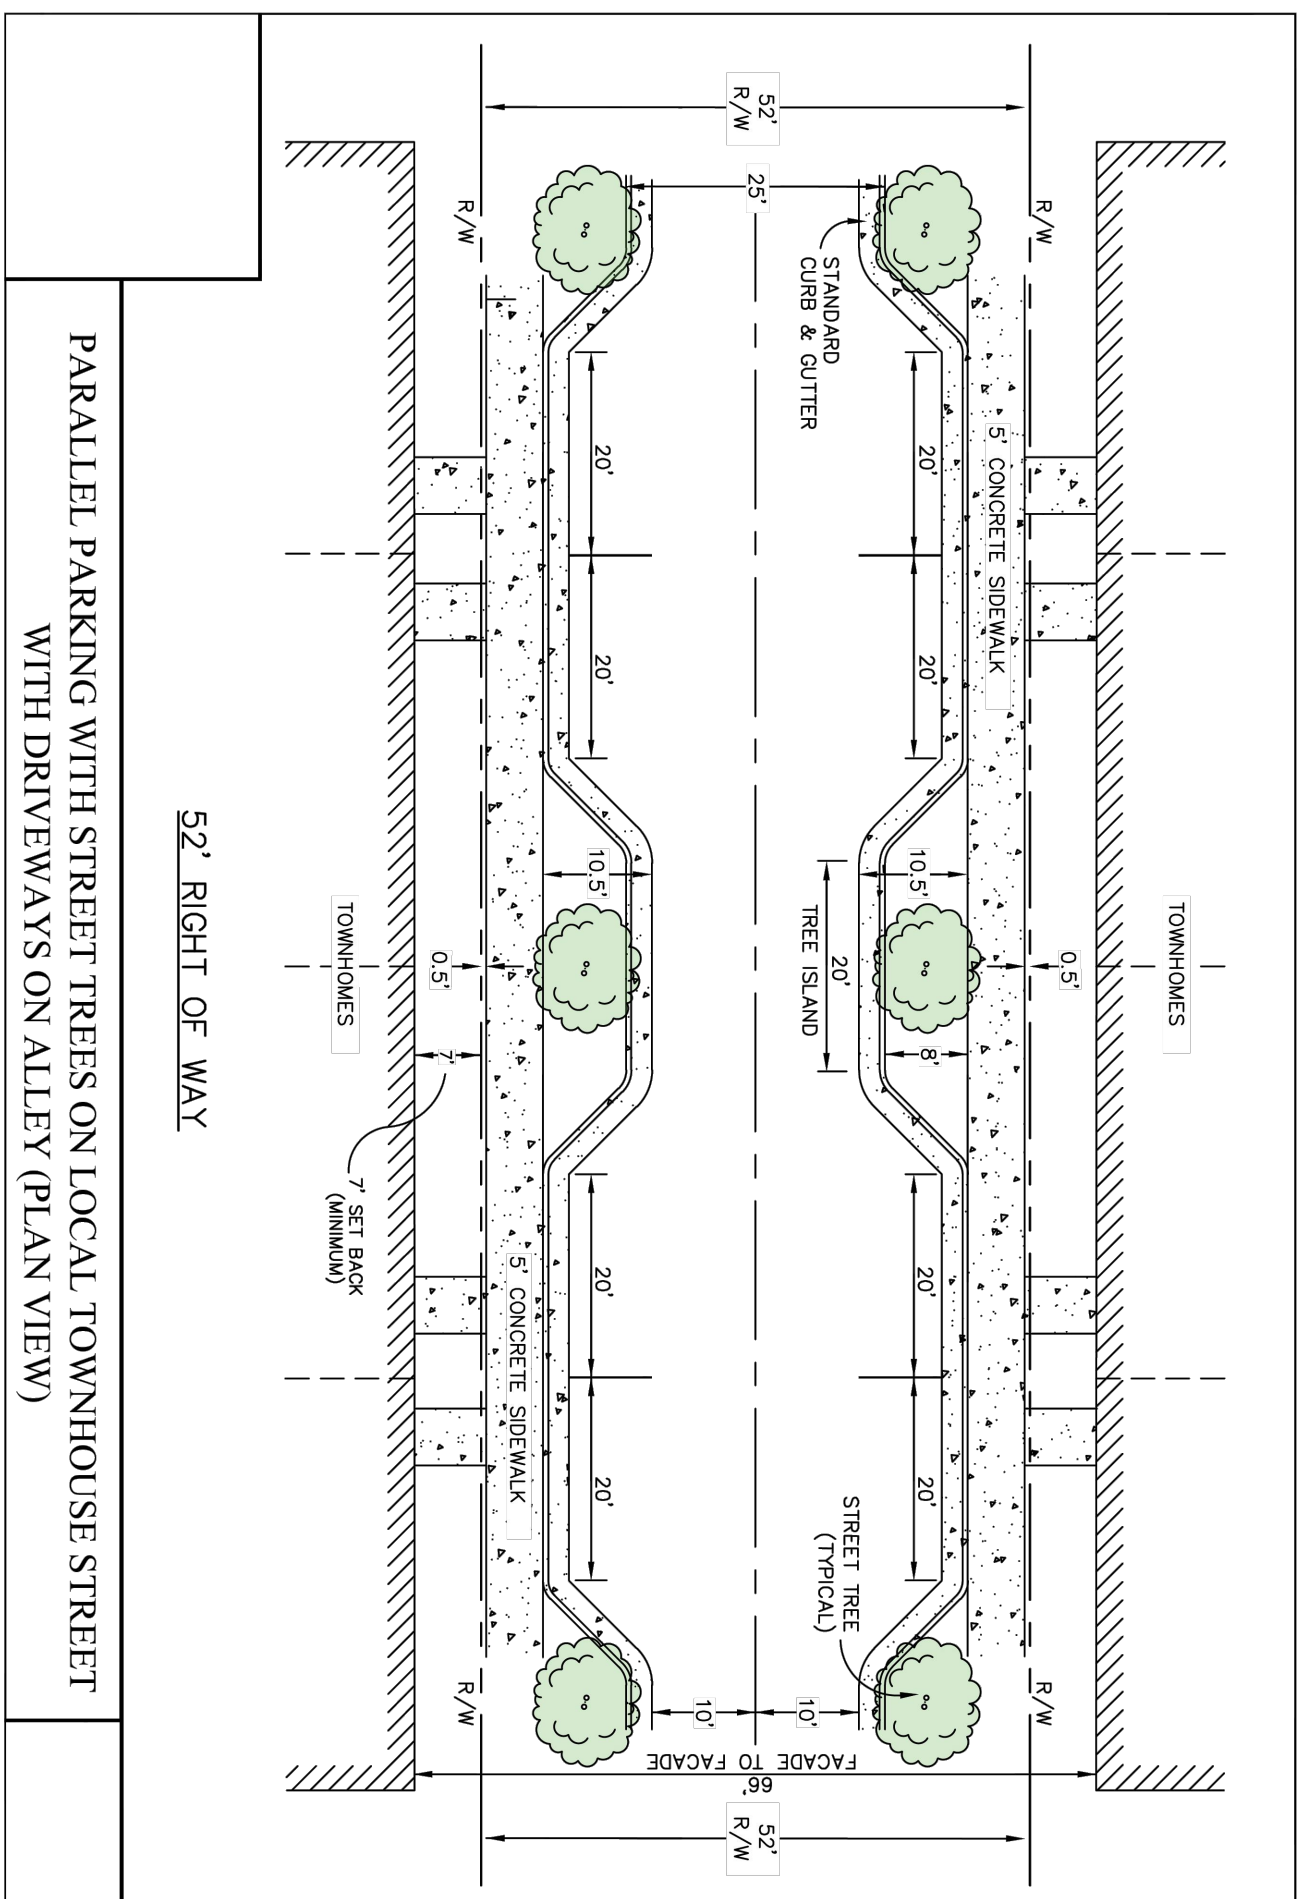 TOWNHOMES
0.5'
R/W
R/W
5' CONCRETE SIDEWALK
20'
20'
10.5'
8'
20'
20'
STREET TREE
(TYPICAL)
STANDARD
CURB & GUTTER
20'
TREE ISLAND
52'
R/W
25'
10'
10'
66'
FACADE TO FACADE
52'
R/W
20'
20'
10.5'
20'
20'
5' CONCRETE SIDEWALK
R/W
0.5'
7'
R/W
TOWNHOMES
7' SET BACK
(MINIMUM)
52' RIGHT OF WAY
PARALLEL PARKING WITH STREET TREES ON LOCAL TOWNHOUSE STREET
WITH DRIVEWAYS ON ALLEY (PLAN VIEW)